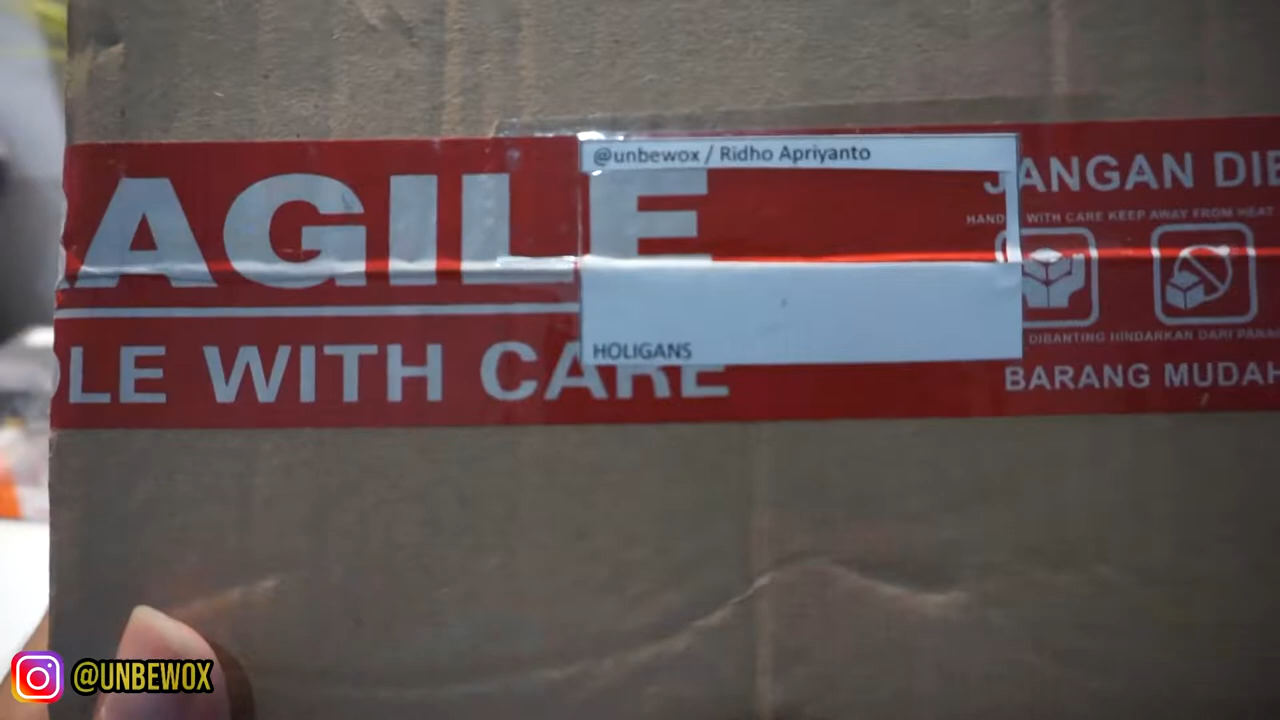 @unbewox / Ridho Apriyanto
AGILE
LE WITH CARE
HOLIGANS
JANGAN DIB
WITH CARE KEEP AWAY FROM HEAT
DIBANTING HINDARKAN DARI PANA
BARANG MUDAH
@UNBEWOX